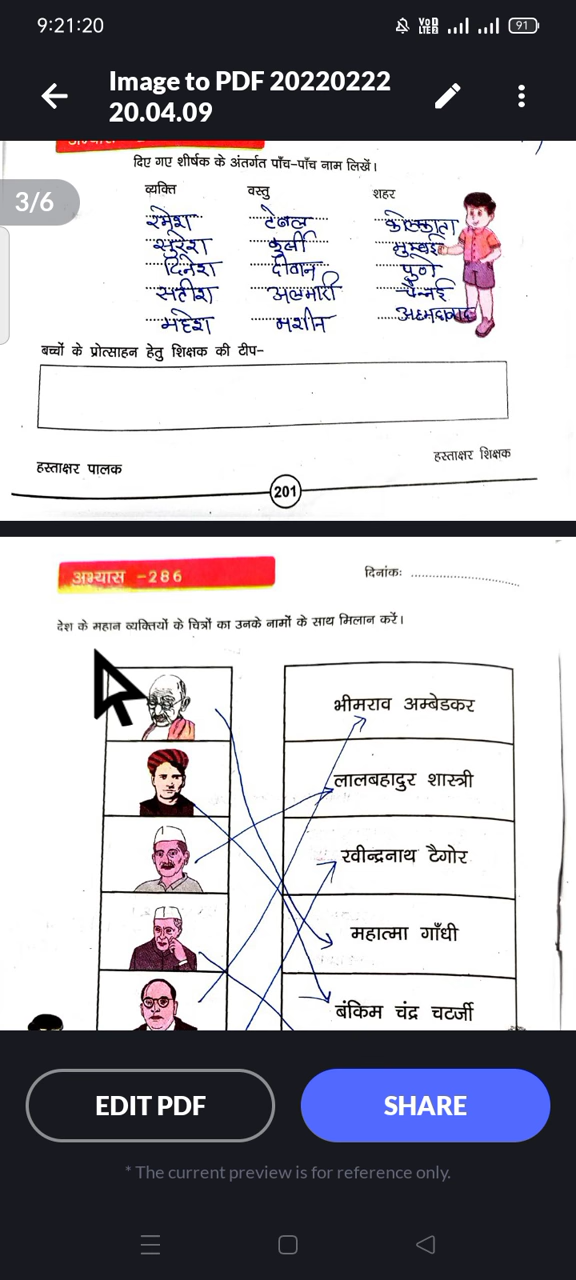 9:21:20
Vo) LTE2 91
Image to PDF 20220222
20.04.09
3/6
दिए गए शीर्षक के अंतर्गत पाँच-पाँच नाम लिखें।
व्यक्ति वस्तु शहर
रमेश टेबल कोलकाता
सुरेश कुर्सी मुम्बई
दिनेश दीवान पुणे
सतीश अलमारी चैन्नई
महेश मशीन अहमदाबाद
बच्चों के प्रोत्साहन हेतु शिक्षक की टीप-
हस्ताक्षर पालक हस्ताक्षर शिक्षक
201
अभ्यास -286 दिनांकः
देश के महान व्यक्तियों के चित्रों का उनके नामों के साथ मिलान करें।
भीमराव अम्बेडकर
लालबहादुर शास्त्री
रवीन्द्रनाथ टैगोर
महात्मा गाँधी
बंकिम चंद्र चटर्जी
EDIT PDF SHARE
* The current preview is for reference only.